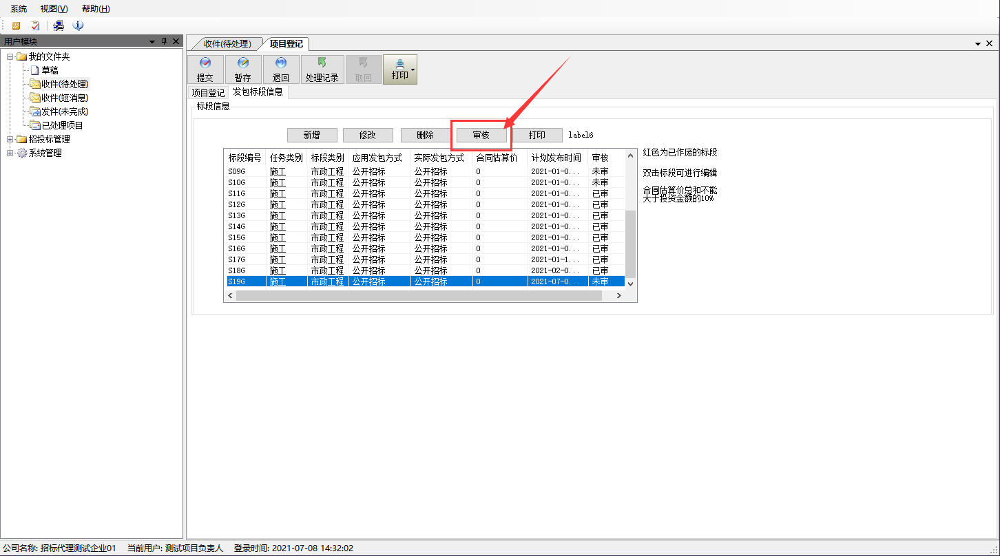 系统 视图(V) 帮助(H)
用户模块
我的文件夹
草稿
收件(待处理)
收件(短消息)
发件(未完成)
已处理项目
招投标管理
系统管理
收件(待处理) 项目登记
提交 暂存 退回 处理记录 取回 打印
项目登记 发包标段信息
标段信息
新增 修改 删除 审核 打印 label6
标段编号 任务类别 标段类别 应用发包方式 实际发包方式 合同估算价 计划发布时间 审核
S09G 施工 市政工程 公开招标 公开招标 0 2021-01-0... 未审
S10G 施工 市政工程 公开招标 公开招标 0 2021-01-0... 未审
S11G 施工 市政工程 公开招标 公开招标 0 2021-01-0... 已审
S12G 施工 市政工程 公开招标 公开招标 0 2021-01-0... 已审
S13G 施工 市政工程 公开招标 公开招标 0 2021-01-0... 已审
S14G 施工 市政工程 公开招标 公开招标 0 2021-01-0... 已审
S15G 施工 市政工程 公开招标 公开招标 0 2021-01-0... 已审
S16G 施工 市政工程 公开招标 公开招标 0 2021-01-0... 已审
S17G 施工 市政工程 公开招标 公开招标 0 2021-01-1... 已审
S18G 施工 市政工程 公开招标 公开招标 0 2021-02-0... 已审
S19G 施工 市政工程 公开招标 公开招标 0 2021-07-0... 未审
红色为已作废的标段
双击标段可进行编辑
合同估算价总和不能
大于投资金额的10%
公司名称: 招标代理测试企业01 当前用户: 测试项目负责人 登录时间: 2021-07-08 14:32:02